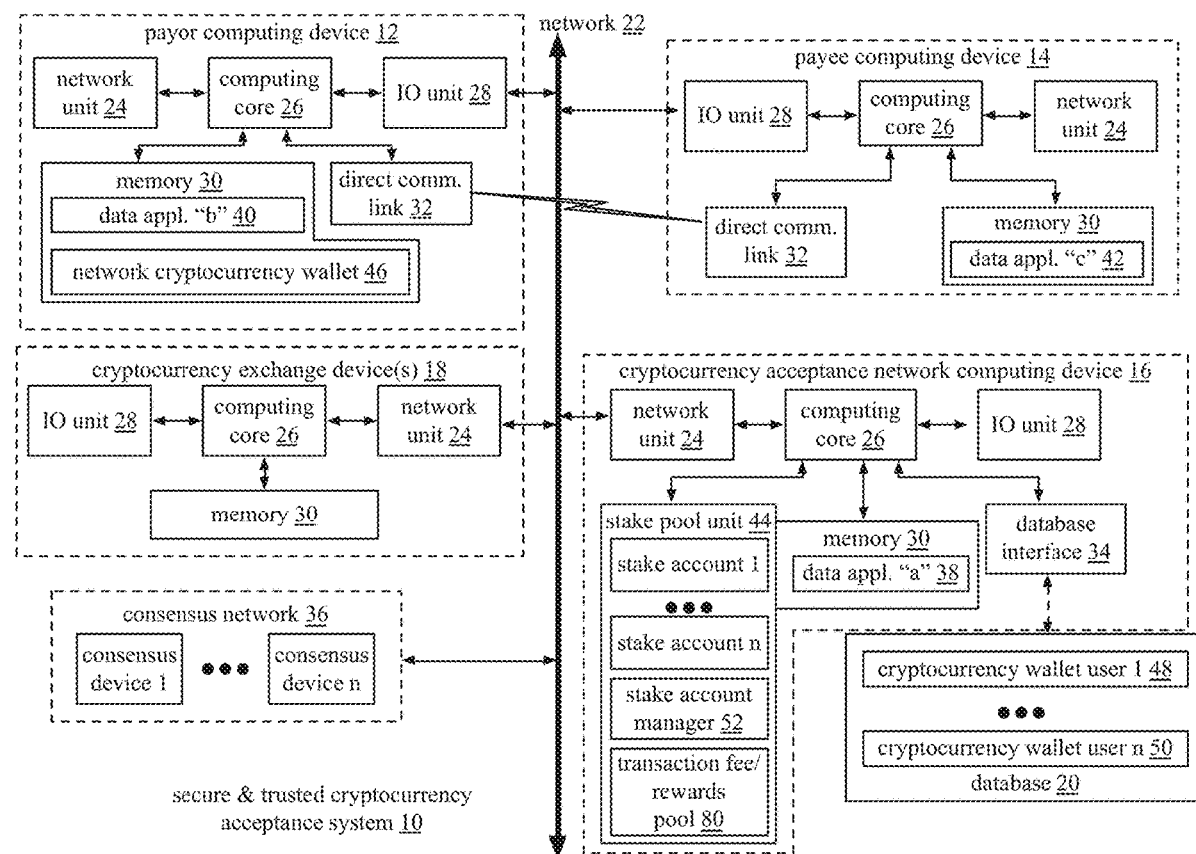 network 22
payor computing device 12
network
unit 24
computing
core 26
IO unit 28
memory 30
data appl. “b” 40
network cryptocurrency wallet 46
direct comm.
link 32
payee computing device 14
IO unit 28
computing
core 26
network
unit 24
direct comm.
link 32
memory 30
data appl. “c” 42
cryptocurrency exchange device(s) 18
IO unit 28
computing
core 26
network
unit 24
memory 30
cryptocurrency acceptance network computing device 16
network
unit 24
computing
core 26
IO unit 28
stake pool unit 44
stake account 1
stake account n
stake account
manager 52
transaction fee/
rewards
pool 80
memory 30
data appl. “a” 38
database
interface 34
consensus network 36
consensus
device 1
consensus
device n
cryptocurrency wallet user 1 48
cryptocurrency wallet user n 50
database 20
secure & trusted cryptocurrency
acceptance system 10